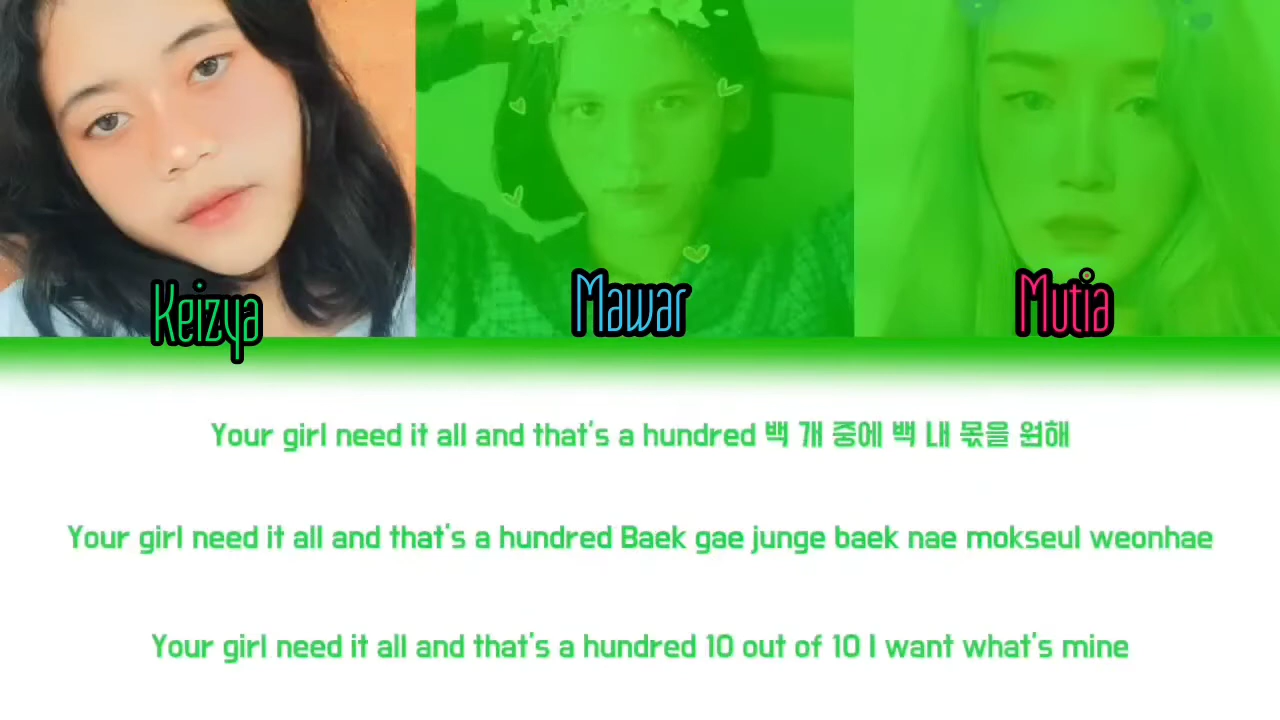 Keizya Mawar Mutia
Your girl need it all and that's a hundred 백 개 중에 백 내 몫을 원해
Your girl need it all and that's a hundred Baek gae junge baek nae mokseul weonhae
Your girl need it all and that's a hundred 10 out of 10 I want what's mine